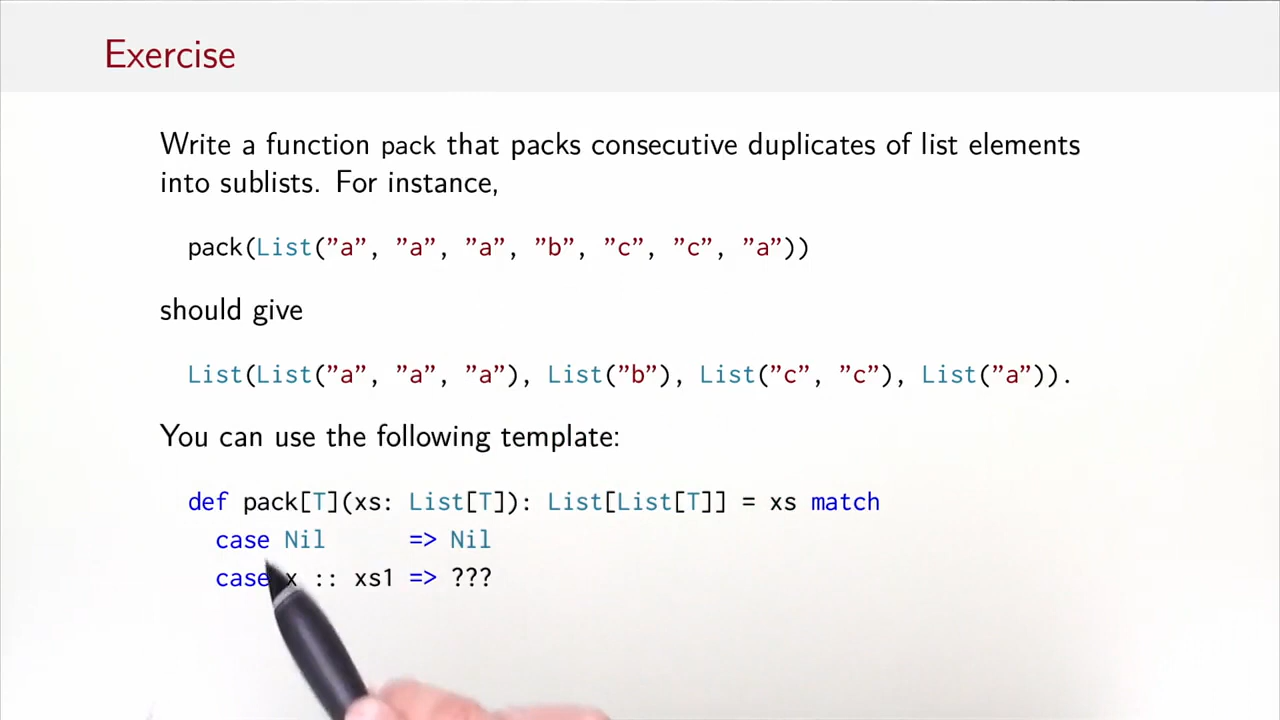 Exercise
Write a function pack that packs consecutive duplicates of list elements
into sublists. For instance,
pack(List(”a”, ”a”, ”a”, ”b”, ”c”, ”c”, ”a”))
should give
List(List(”a”, ”a”, ”a”), List(”b”), List(”c”, ”c”), List(”a”)).
You can use the following template:
def pack[T](xs: List[T]): List[List[T]] = xs match
case Nil => Nil
case x :: xs1 => ???